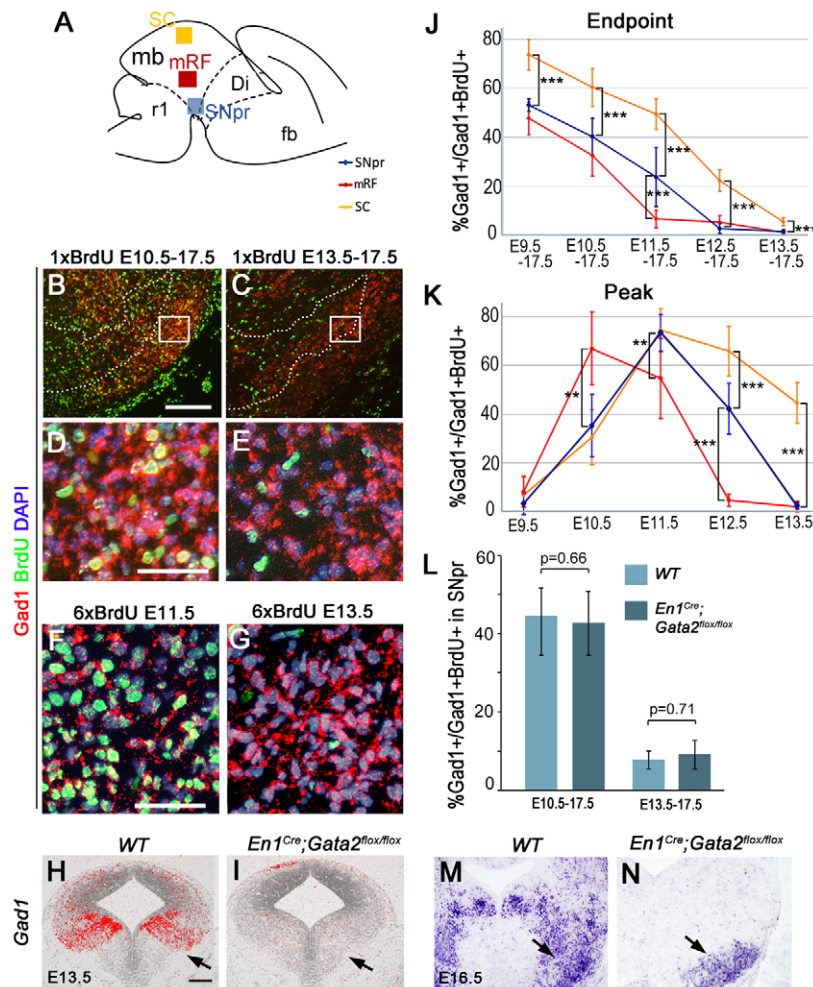 A
SC
mb
mRF
Di
r1
SNpr
fb
SNpr
mRF
SC
J
Endpoint
%Gad1+/Gad1+BrdU+
80
60
40
20
0
***
***
***
***
***
***
E9.5 -17.5
E10.5 -17.5
E11.5 -17.5
E12.5 -17.5
E13.5 -17.5
1xBrdU E10.5-17.5
1xBrdU E13.5-17.5
B
C
D
E
Gad1 BrdU DAPI
6xBrdU E11.5
6xBrdU E13.5
F
G
K
Peak
%Gad1+/Gad1+BrdU+
80
60
40
20
0
**
**
***
***
***
E9.5
E10.5
E11.5
E12.5
E13.5
L
%Gad1+/Gad1+BrdU+ in SNpr
60
40
20
0
p=0.66
p=0.71
WT
En1Cre;
Gata2flox/flox
E10.5-17.5
E13.5-17.5
WT
En1Cre;Gata2flox/flox
Gad1
H
I
E13.5
WT
En1Cre;Gata2flox/flox
M
N
E16.5